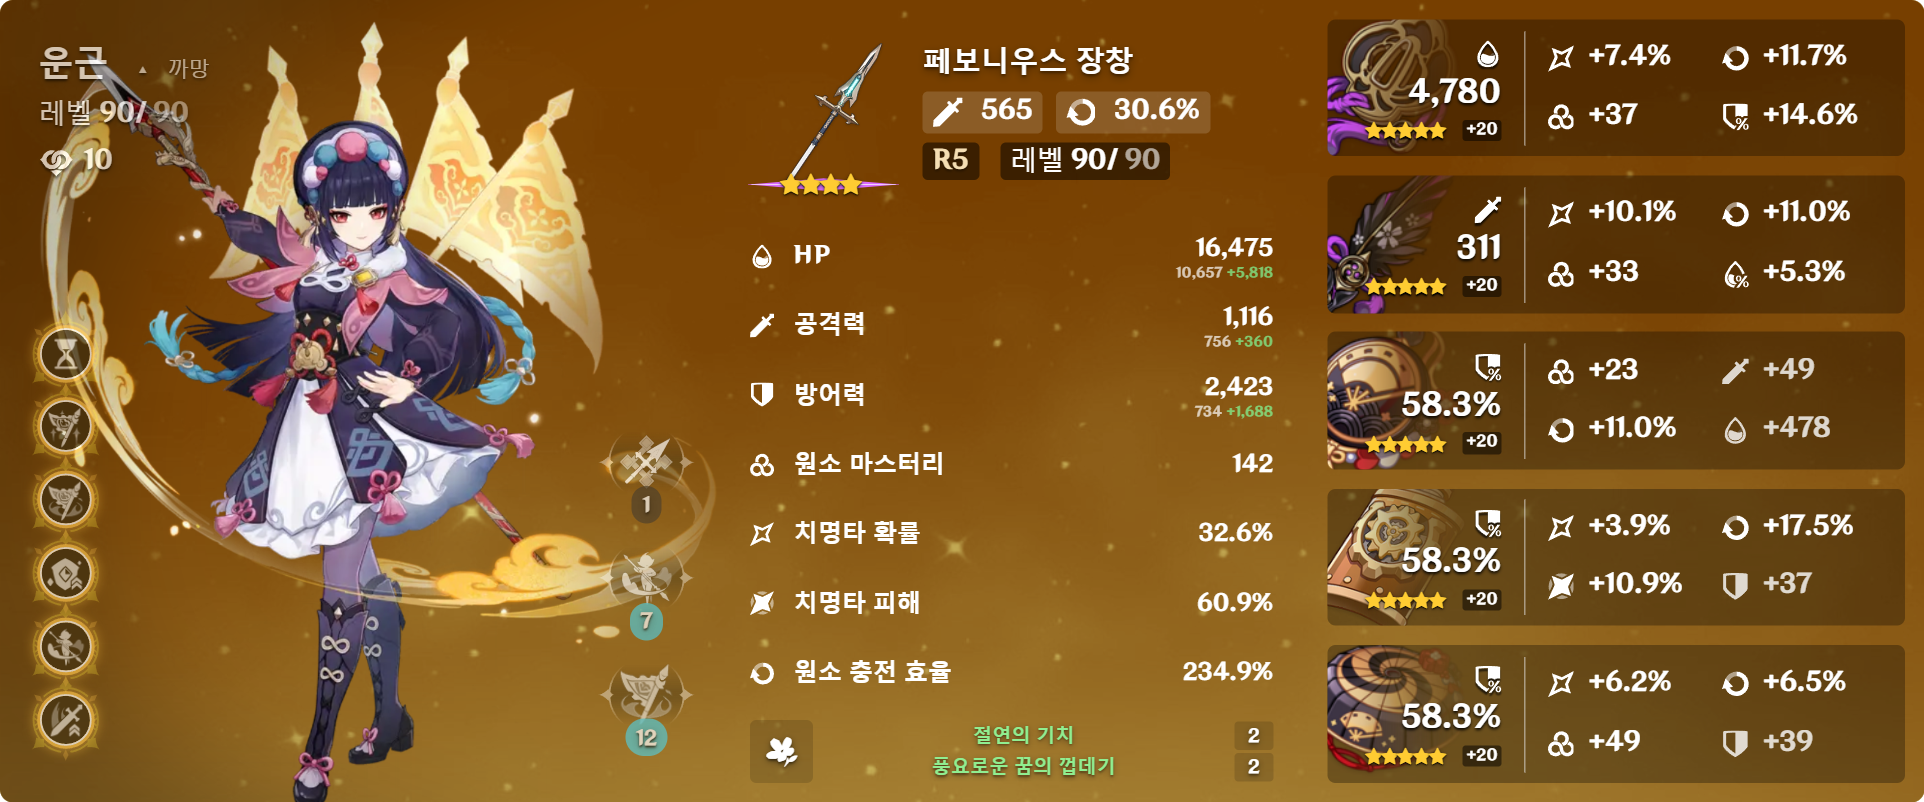 운근 ▲ 까망
레벨 90/ 90
10
1
7
12
페보니우스 장창
565 30.6%
R5 레벨 90/ 90
HP 16,475
10,657 +5,818
공격력 1,116
756 +360
방어력 2,423
734 +1,688
원소 마스터리 142
치명타 확률 32.6%
치명타 피해 60.9%
원소 충전 효율 234.9%
절연의 기치 2
풍요로운 꿈의 껍데기 2
4,780
+20
+7.4% +11.7%
+37 +14.6%
311
+20
+10.1% +11.0%
+33 +5.3%
58.3%
+20
+23 +49
+11.0% +478
58.3%
+20
+3.9% +17.5%
+10.9% +37
58.3%
+20
+6.2% +6.5%
+49 +39